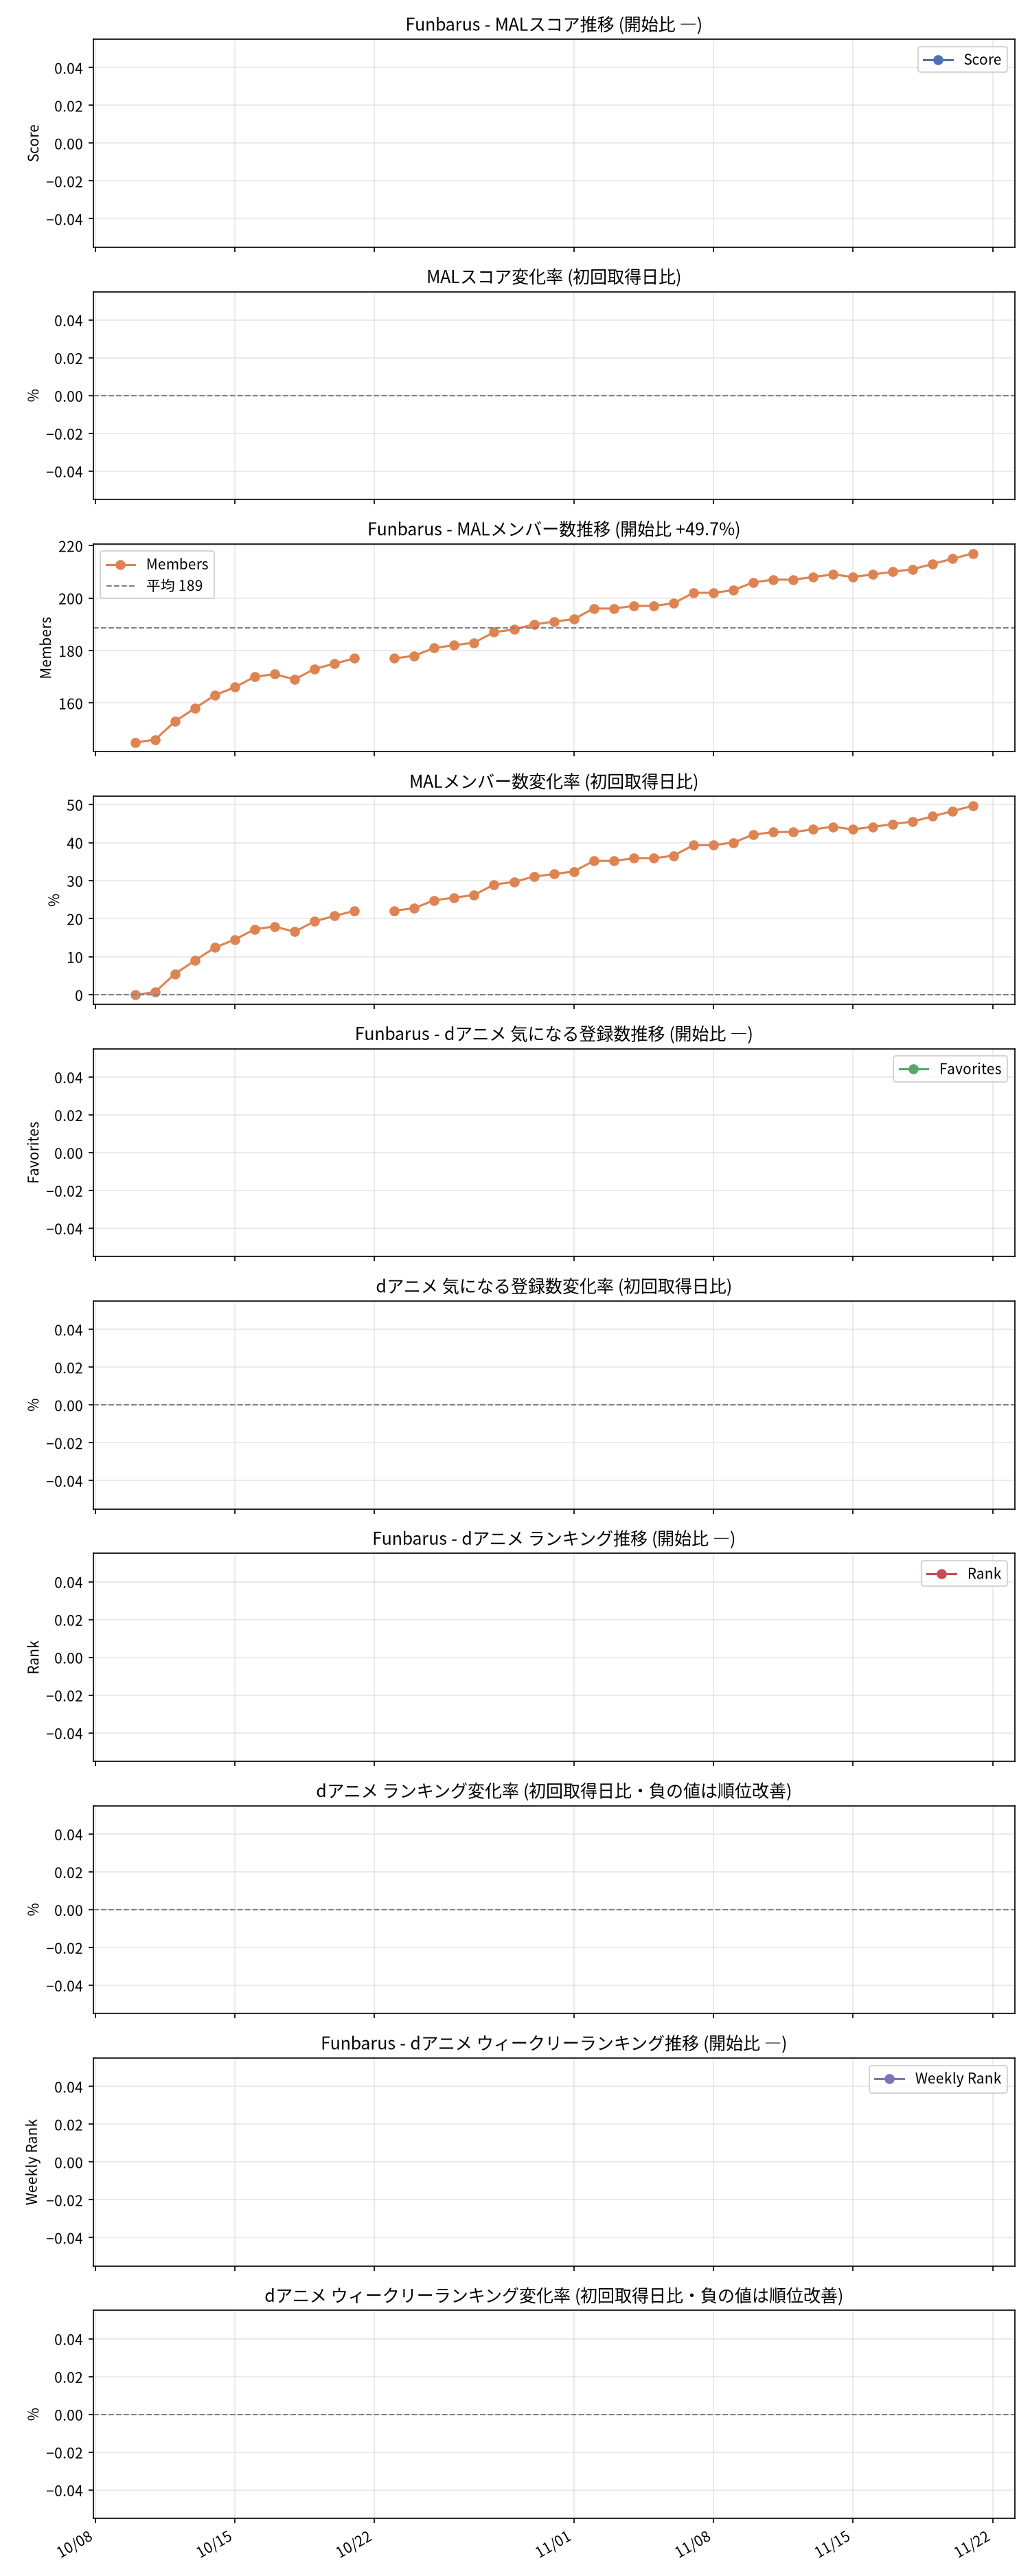 Funbarus - MALスコア推移 (開始比 —)
Score
0.04
0.02
0.00
−0.02
−0.04
Score
MALスコア変化率 (初回取得日比)
0.04
0.02
0.00
−0.02
−0.04
%
Funbarus - MALメンバー数推移 (開始比 +49.7%)
Members
平均 189
220
200
180
160
Members
MALメンバー数変化率 (初回取得日比)
50
40
30
20
10
0
%
Funbarus - dアニメ 気になる登録数推移 (開始比 —)
Favorites
0.04
0.02
0.00
−0.02
−0.04
Favorites
dアニメ 気になる登録数変化率 (初回取得日比)
0.04
0.02
0.00
−0.02
−0.04
%
Funbarus - dアニメ ランキング推移 (開始比 —)
Rank
0.04
0.02
0.00
−0.02
−0.04
Rank
dアニメ ランキング変化率 (初回取得日比・負の値は順位改善)
0.04
0.02
0.00
−0.02
−0.04
%
Funbarus - dアニメ ウィークリーランキング推移 (開始比 —)
Weekly Rank
0.04
0.02
0.00
−0.02
−0.04
Weekly Rank
dアニメ ウィークリーランキング変化率 (初回取得日比・負の値は順位改善)
0.04
0.02
0.00
−0.02
−0.04
%
10/08
10/15
10/22
11/01
11/08
11/15
11/22